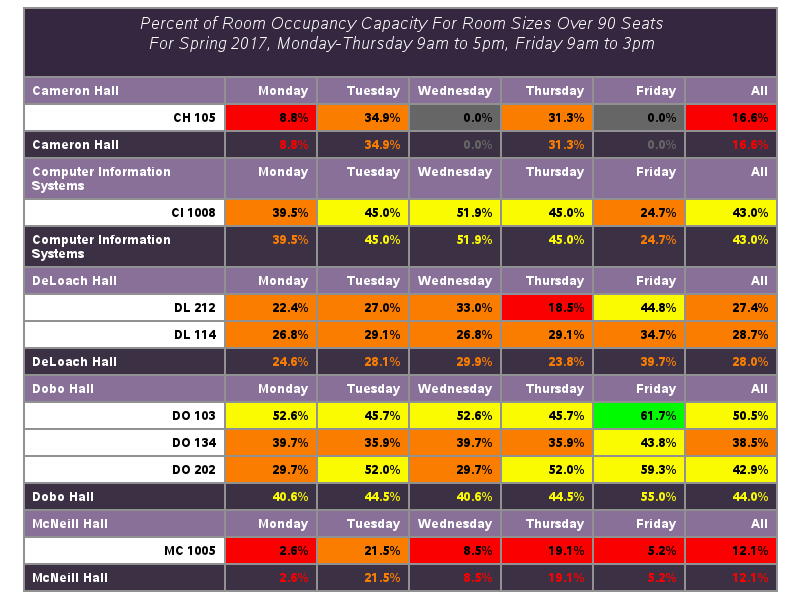 Percent of Room Occupancy Capacity For Room Sizes Over 90 Seats
For Spring 2017, Monday-Thursday 9am to 5pm, Friday 9am to 3pm
Cameron Hall Monday Tuesday Wednesday Thursday Friday All
CH 105 8.8% 34.9% 0.0% 31.3% 0.0% 16.6%
Cameron Hall 8.8% 34.9% 0.0% 31.3% 0.0% 16.6%
Computer Information Systems Monday Tuesday Wednesday Thursday Friday All
CI 1008 39.5% 45.0% 51.9% 45.0% 24.7% 43.0%
Computer Information Systems 39.5% 45.0% 51.9% 45.0% 24.7% 43.0%
DeLoach Hall Monday Tuesday Wednesday Thursday Friday All
DL 212 22.4% 27.0% 33.0% 18.5% 44.8% 27.4%
DL 114 26.8% 29.1% 26.8% 29.1% 34.7% 28.7%
DeLoach Hall 24.6% 28.1% 29.9% 23.8% 39.7% 28.0%
Dobo Hall Monday Tuesday Wednesday Thursday Friday All
DO 103 52.6% 45.7% 52.6% 45.7% 61.7% 50.5%
DO 134 39.7% 35.9% 39.7% 35.9% 43.8% 38.5%
DO 202 29.7% 52.0% 29.7% 52.0% 59.3% 42.9%
Dobo Hall 40.6% 44.5% 40.6% 44.5% 55.0% 44.0%
McNeill Hall Monday Tuesday Wednesday Thursday Friday All
MC 1005 2.6% 21.5% 8.5% 19.1% 5.2% 12.1%
McNeill Hall 2.6% 21.5% 8.5% 19.1% 5.2% 12.1%